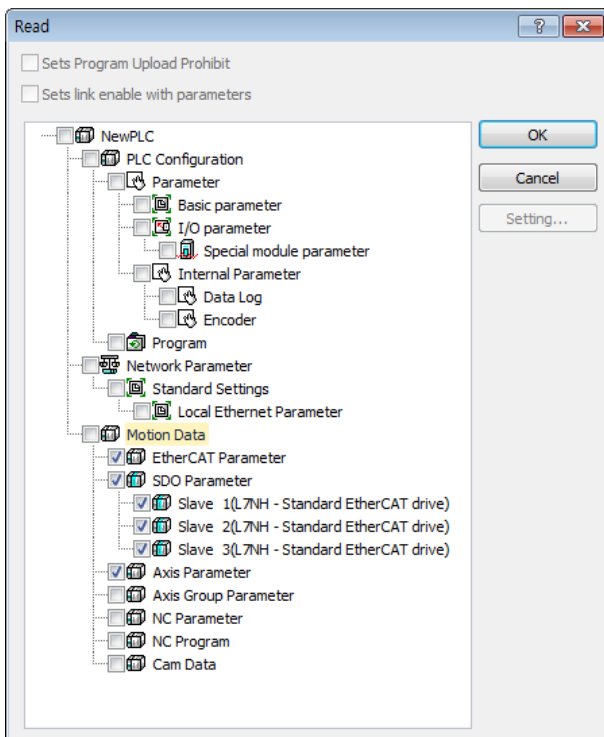 Read
Sets Program Upload Prohibit
Sets link enable with parameters
NewPLC
PLC Configuration
Parameter
Basic parameter
I/O parameter
Special module parameter
Internal Parameter
Data Log
Encoder
Program
Network Parameter
Standard Settings
Local Ethernet Parameter
Motion Data
EtherCAT Parameter
SDO Parameter
Slave 1(L7NH - Standard EtherCAT drive)
Slave 2(L7NH - Standard EtherCAT drive)
Slave 3(L7NH - Standard EtherCAT drive)
Axis Parameter
Axis Group Parameter
NC Parameter
NC Program
Cam Data
OK
Cancel
Setting...